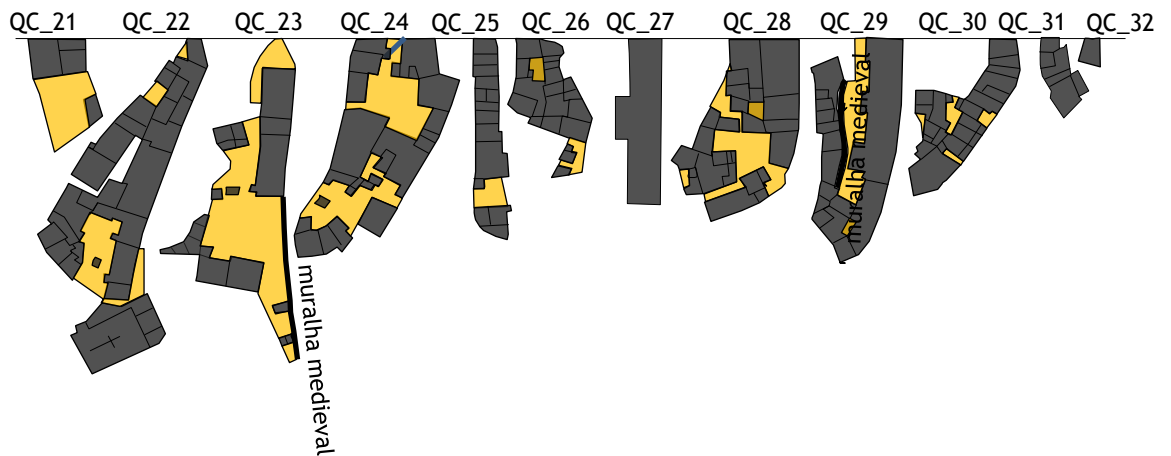 QC_21
QC_22
QC_23
QC_24
QC_25
QC_26
QC_27
QC_28
QC_29
QC_30
QC_31
QC_32
muralha medieval
muralha medieval